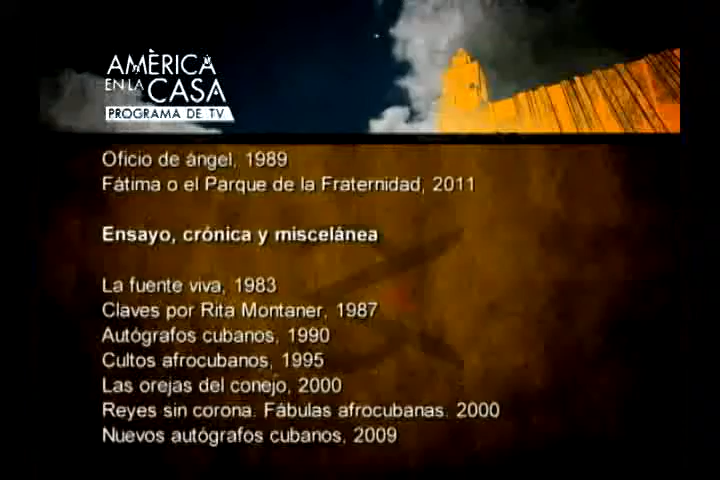 AMÈRICA
EN LA CASA
PROGRAMA DE TV
Oficio de ángel, 1989
Fátima o el Parque de la Fraternidad, 2011
Ensayo, crónica y miscelánea
La fuente viva, 1983
Claves por Rita Montaner, 1987
Autógrafos cubanos, 1990
Cultos afrocubanos, 1995
Las orejas del conejo, 2000
Reyes sin corona. Fábulas afrocubanas. 2000
Nuevos autógrafos cubanos, 2009